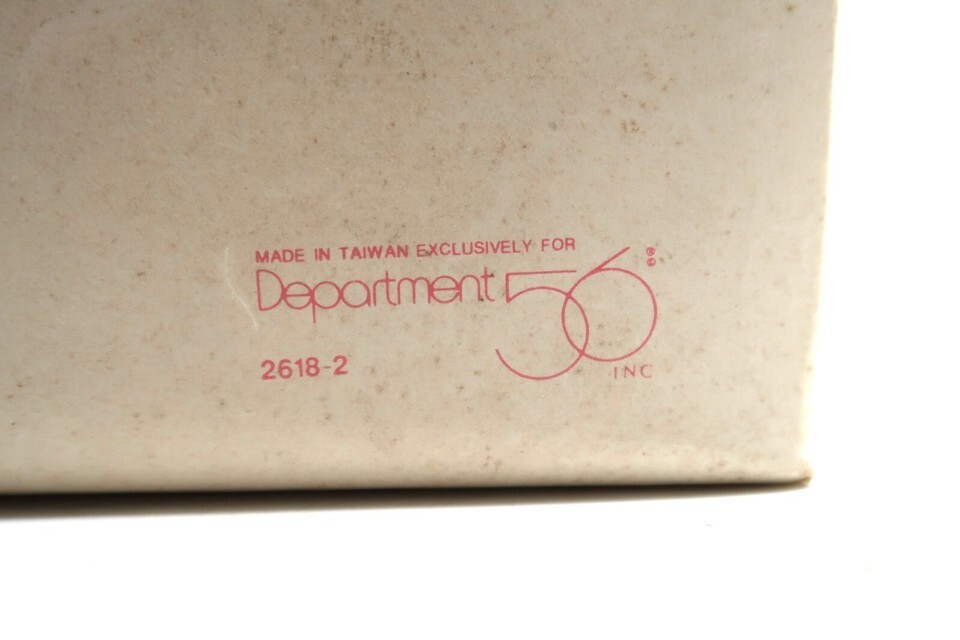 MADE IN TAIWAN EXCLUSIVELY FOR
Department 56 ®©
INC
2618-2